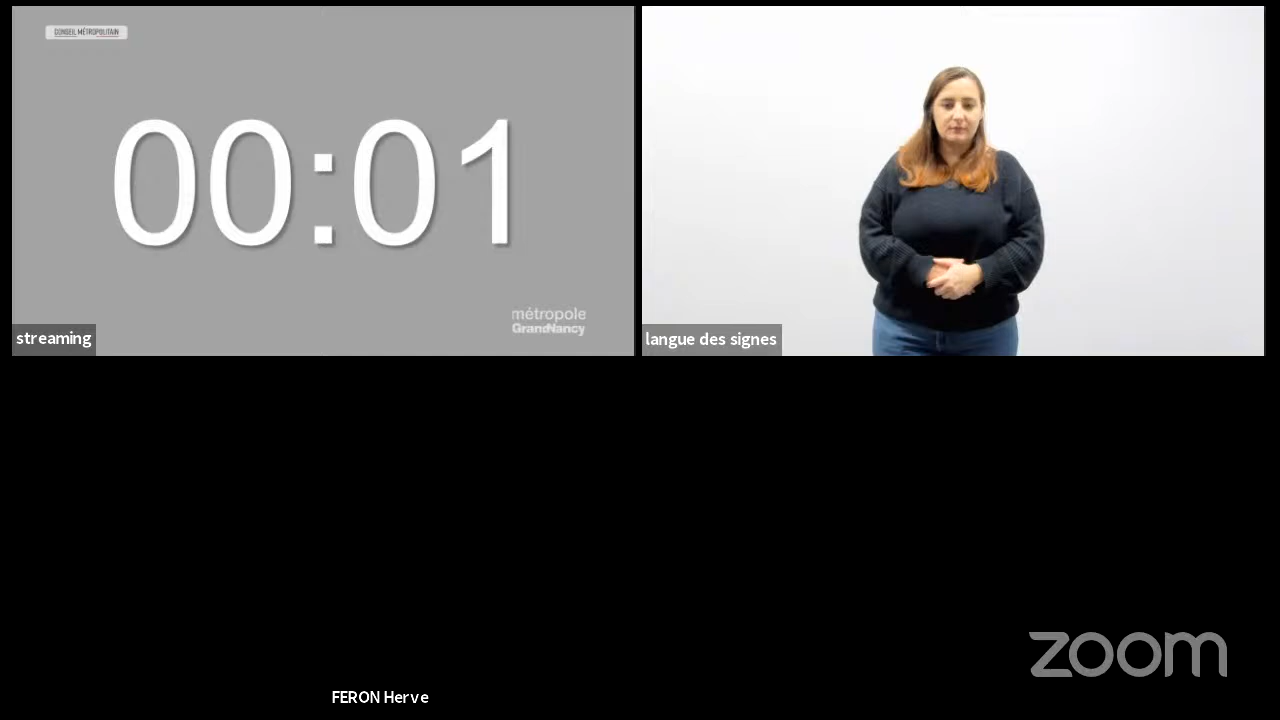 CONSEIL MÉTROPOLITAIN
00:01
métropole
GrandNancy
streaming
langue des signes
zoom
FERON Herve